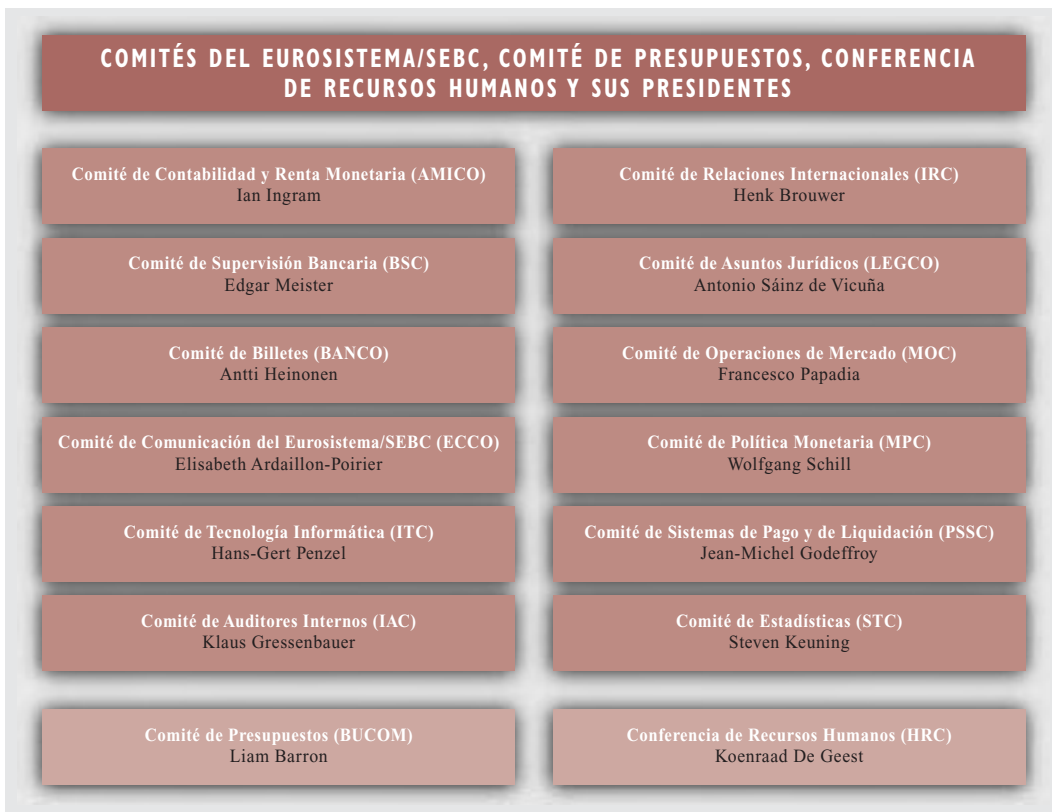 COMITÉS DEL EUROSISTEMA/SEBC, COMITÉ DE PRESUPUESTOS, CONFERENCIA
DE RECURSOS HUMANOS Y SUS PRESIDENTES
Comité de Contabilidad y Renta Monetaria (AMICO)
Ian Ingram
Comité de Relaciones Internacionales (IRC)
Henk Brouwer
Comité de Supervisión Bancaria (BSC)
Edgar Meister
Comité de Asuntos Jurídicos (LEGCO)
Antonio Sáinz de Vicuña
Comité de Billetes (BANCO)
Antti Heinonen
Comité de Operaciones de Mercado (MOC)
Francesco Papadia
Comité de Comunicación del Eurosistema/SEBC (ECCO)
Elisabeth Ardaillon-Poirier
Comité de Política Monetaria (MPC)
Wolfgang Schill
Comité de Tecnología Informática (ITC)
Hans-Gert Penzel
Comité de Sistemas de Pago y de Liquidación (PSSC)
Jean-Michel Godeffroy
Comité de Auditores Internos (IAC)
Klaus Gressenbauer
Comité de Estadísticas (STC)
Steven Keuning
Comité de Presupuestos (BUCOM)
Liam Barron
Conferencia de Recursos Humanos (HRC)
Koenraad De Geest